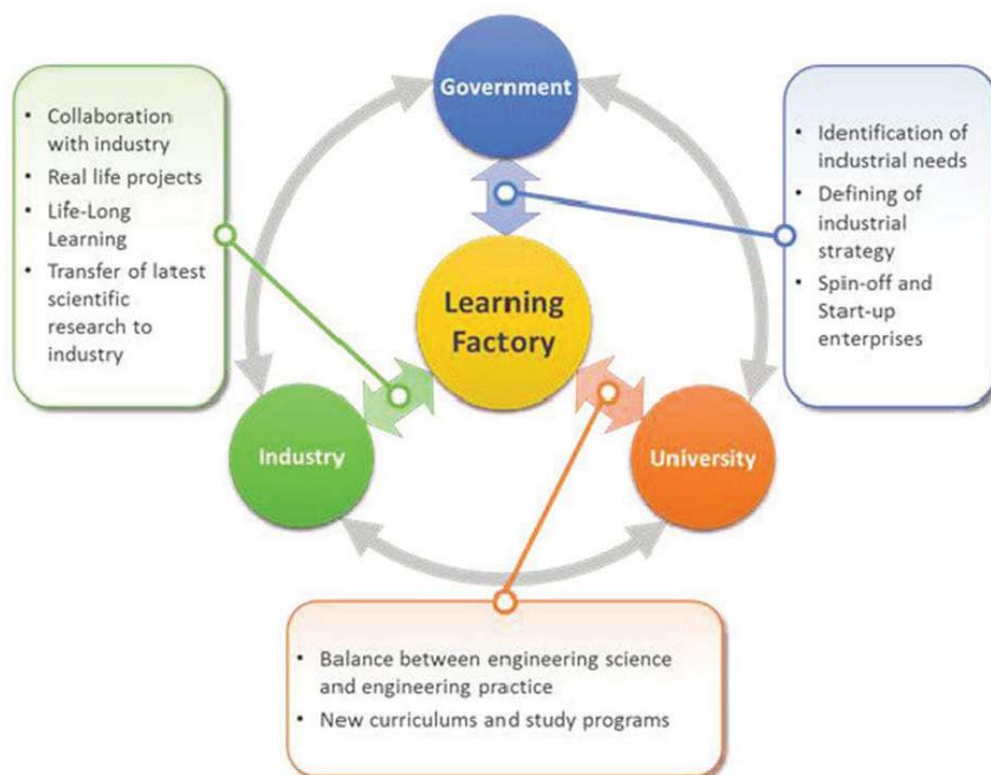 Government
• Collaboration
with industry
• Real life projects
• Life-Long
Learning
• Transfer of latest
scientific
research to
industry
• Identification of
industrial needs
• Defining of
industrial
strategy
• Spin-off and
Start-up
enterprises
Learning
Factory
Industry
University
• Balance between engineering science
and engineering practice
• New curriculums and study programs